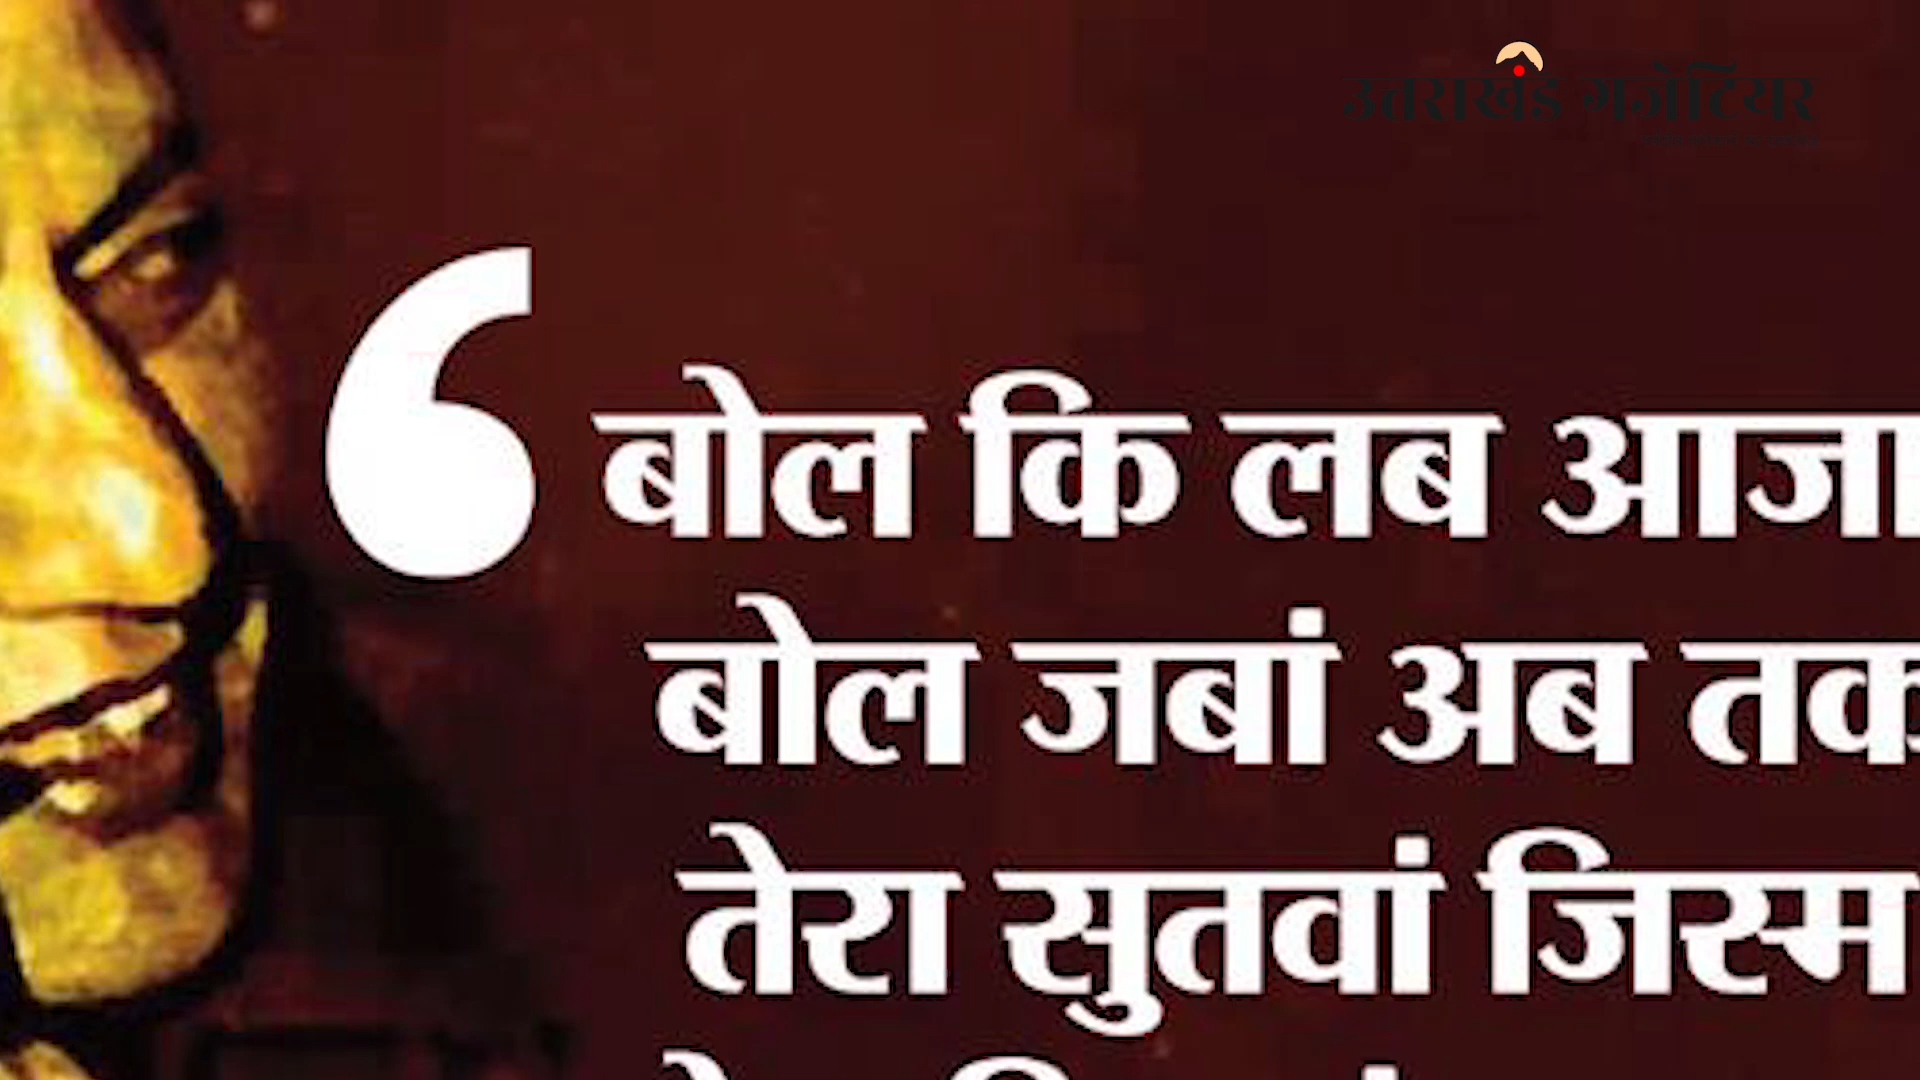 उत्तराखंड गजेटियर
बोल कि लब आजा
बोल जबां अब तक
तेरा सुतवां जिस्म